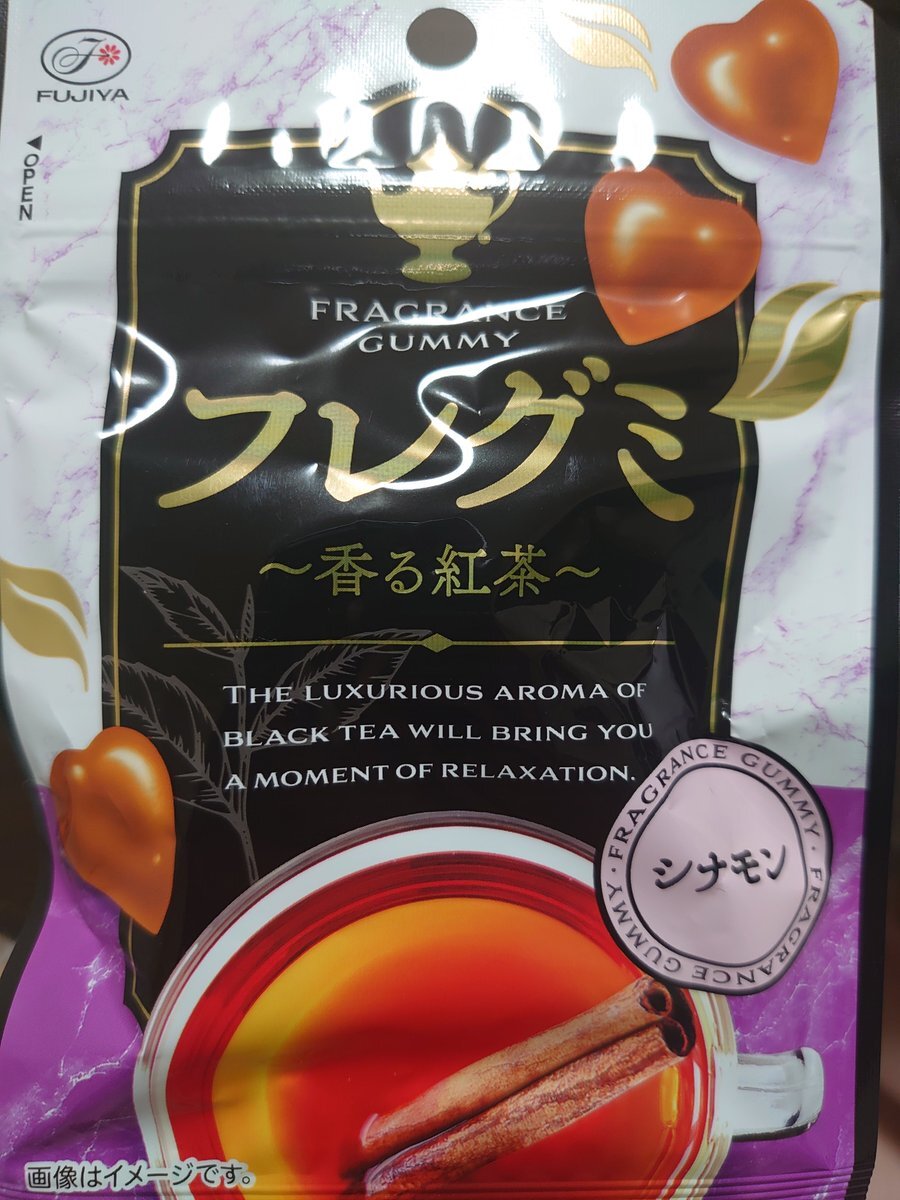 FUJIYA
◀OPEN
FRAGRANCE
GUMMY
フレグミ
～香る紅茶～
THE LUXURIOUS AROMA OF
BLACK TEA WILL BRING YOU
A MOMENT OF RELAXATION.
FRAGRANCE GUMMY · FRAGRANCE GUMMY ·
シナモン
画像はイメージです。